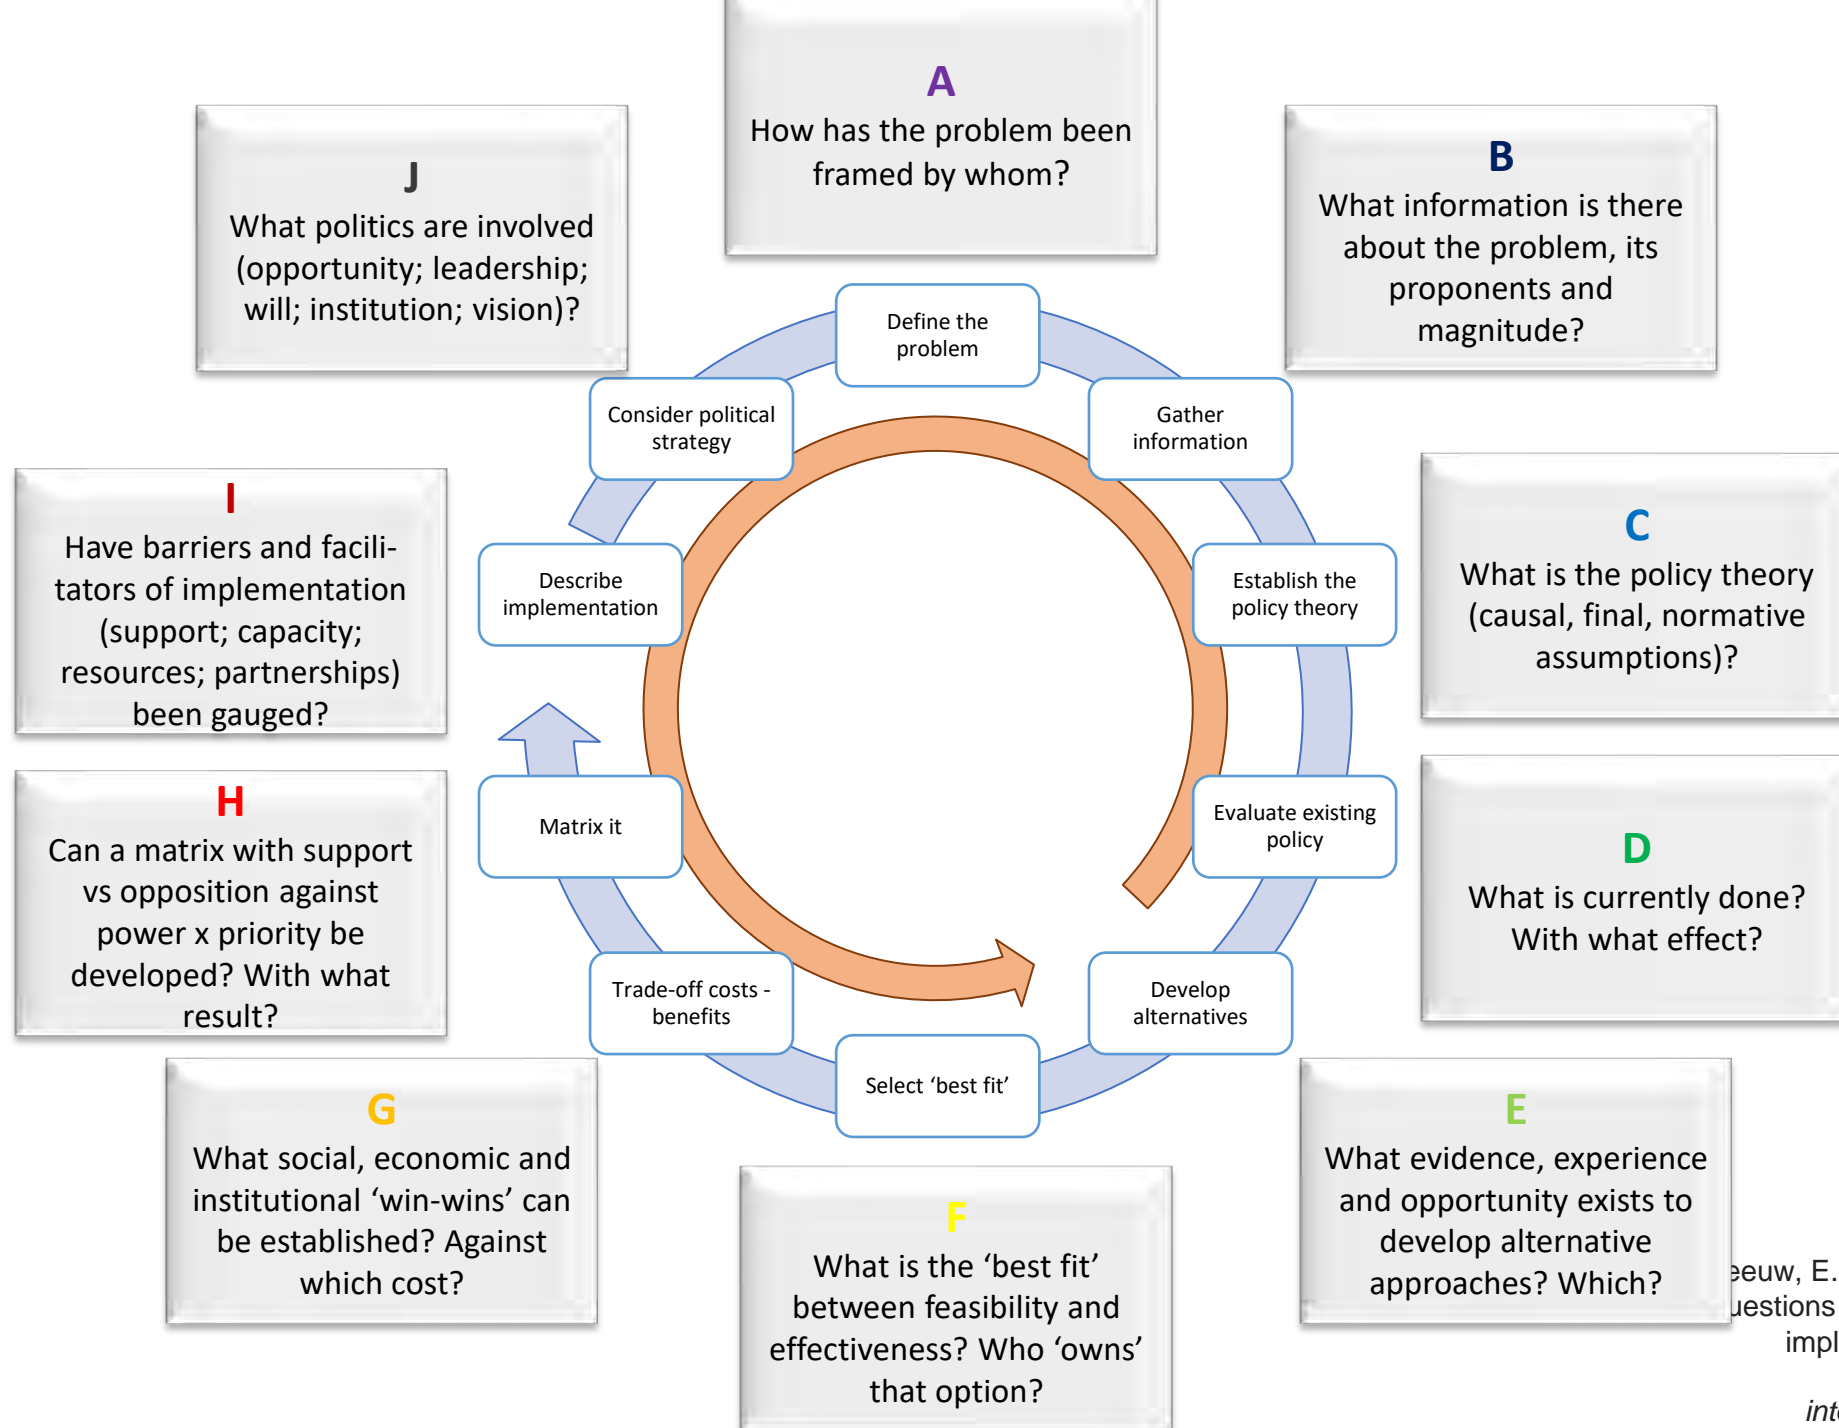 A
How has the problem been
framed by whom?
B
What information is there
about the problem, its
proponents and
magnitude?
C
What is the policy theory
(causal, final, normative
assumptions)?
D
What is currently done?
With what effect?
E
What evidence, experience
and opportunity exists to
develop alternative
approaches? Which?
F
What is the ‘best fit’
between feasibility and
effectiveness? Who ‘owns’
that option?
G
What social, economic and
institutional ‘win-wins’ can
be established? Against
which cost?
H
Can a matrix with support
vs opposition against
power x priority be
developed? With what
result?
I
Have barriers and facili-
tators of implementation
(support; capacity;
resources; partnerships)
been gauged?
J
What politics are involved
(opportunity; leadership;
will; institution; vision)?
Define the
problem
Gather
information
Establish the
policy theory
Evaluate existing
policy
Develop
alternatives
Select ‘best fit’
Trade-off costs -
benefits
Matrix it
Describe
implementation
Consider political
strategy
E.